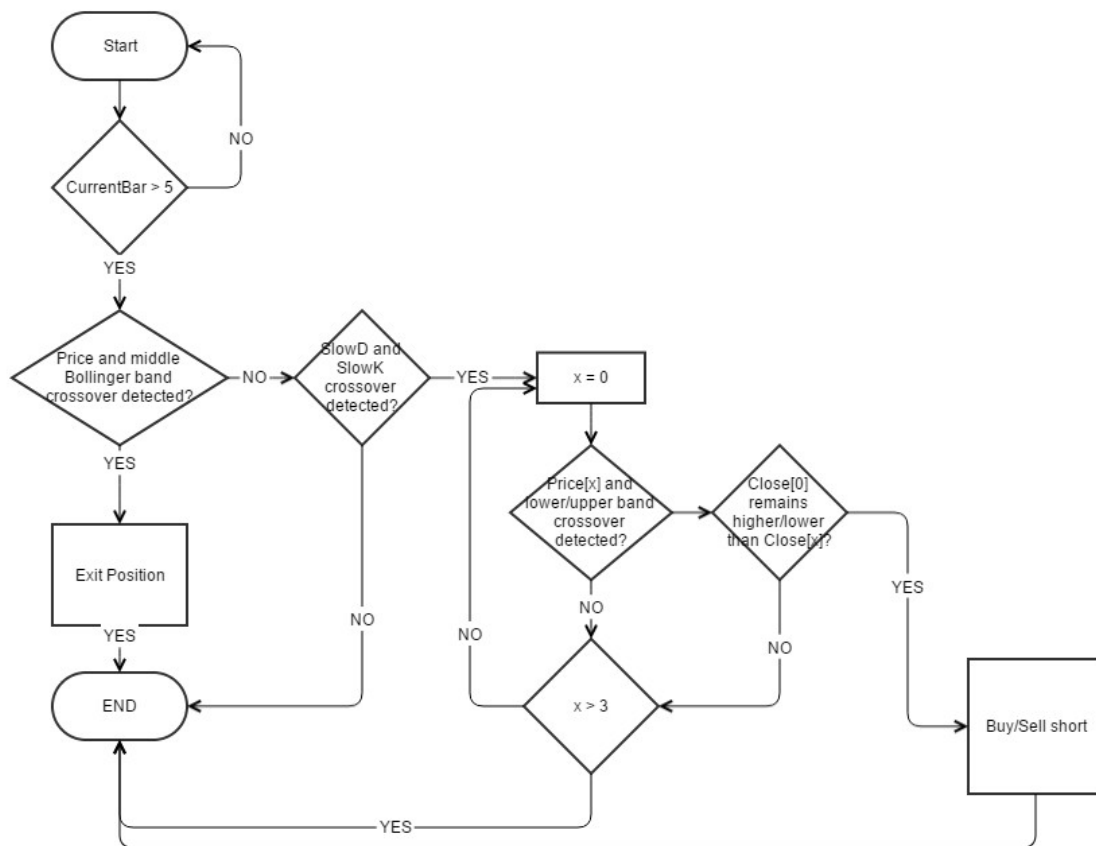 Start
NO
CurrentBar > 5
YES
Price and middle
Bollinger band
crossover detected?
NO
SlowD and
SlowK
crossover
detected?
YES
x = 0
YES
Price[x] and
lower/upper band
crossover
detected?
Close[0]
remains
higher/lower
than Close[x]?
Exit Position
YES
NO
NO
NO
YES
NO
END
x > 3
Buy/Sell short
YES